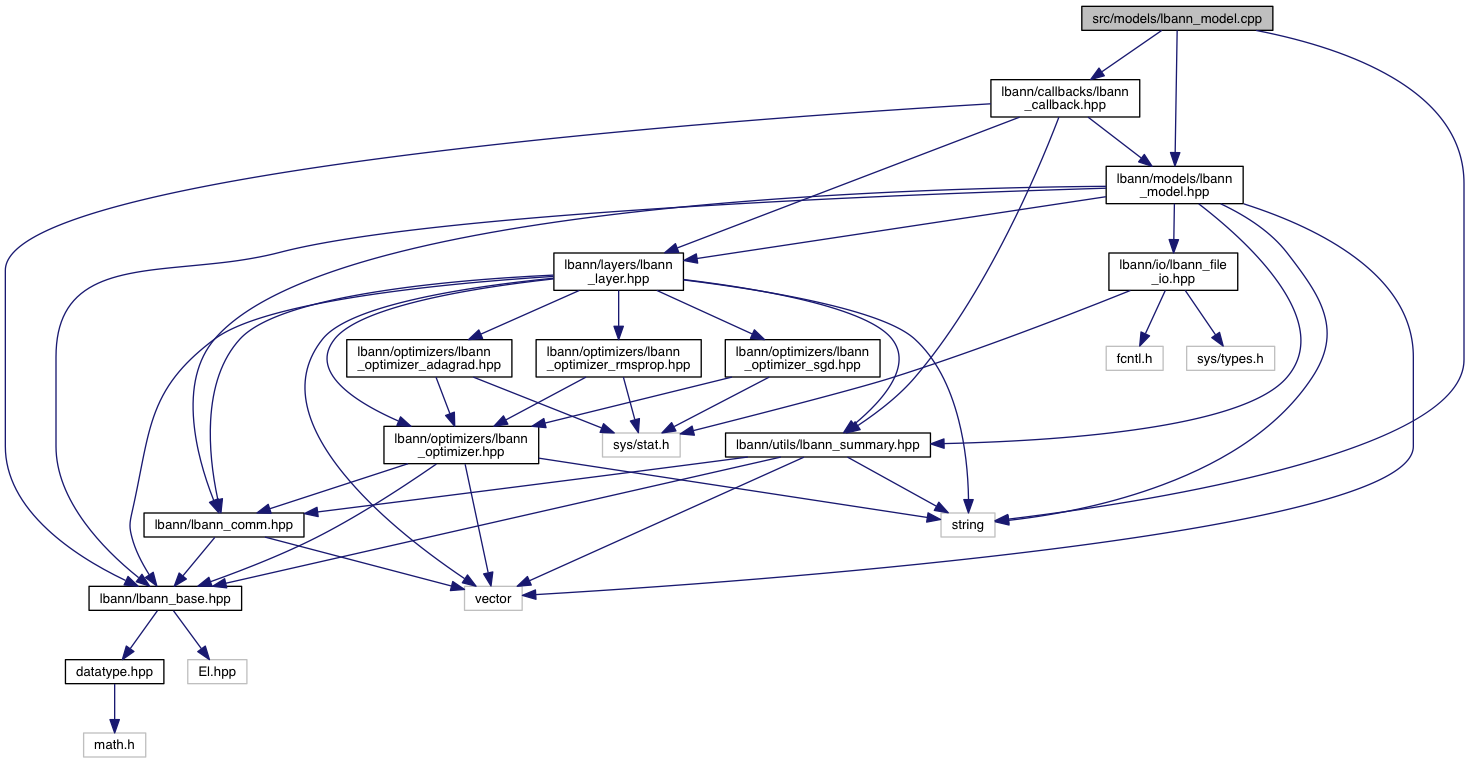 src/models/lbann_model.cpp
lbann/callbacks/lbann
_callback.hpp
lbann/models/lbann
_model.hpp
lbann/layers/lbann
_layer.hpp
lbann/io/lbann_file
_io.hpp
lbann/optimizers/lbann
_optimizer_adagrad.hpp
lbann/optimizers/lbann
_optimizer_rmsprop.hpp
lbann/optimizers/lbann
_optimizer_sgd.hpp
fcntl.h
sys/types.h
lbann/optimizers/lbann
_optimizer.hpp
sys/stat.h
lbann/utils/lbann_summary.hpp
lbann/lbann_comm.hpp
string
lbann/lbann_base.hpp
vector
datatype.hpp
El.hpp
math.h